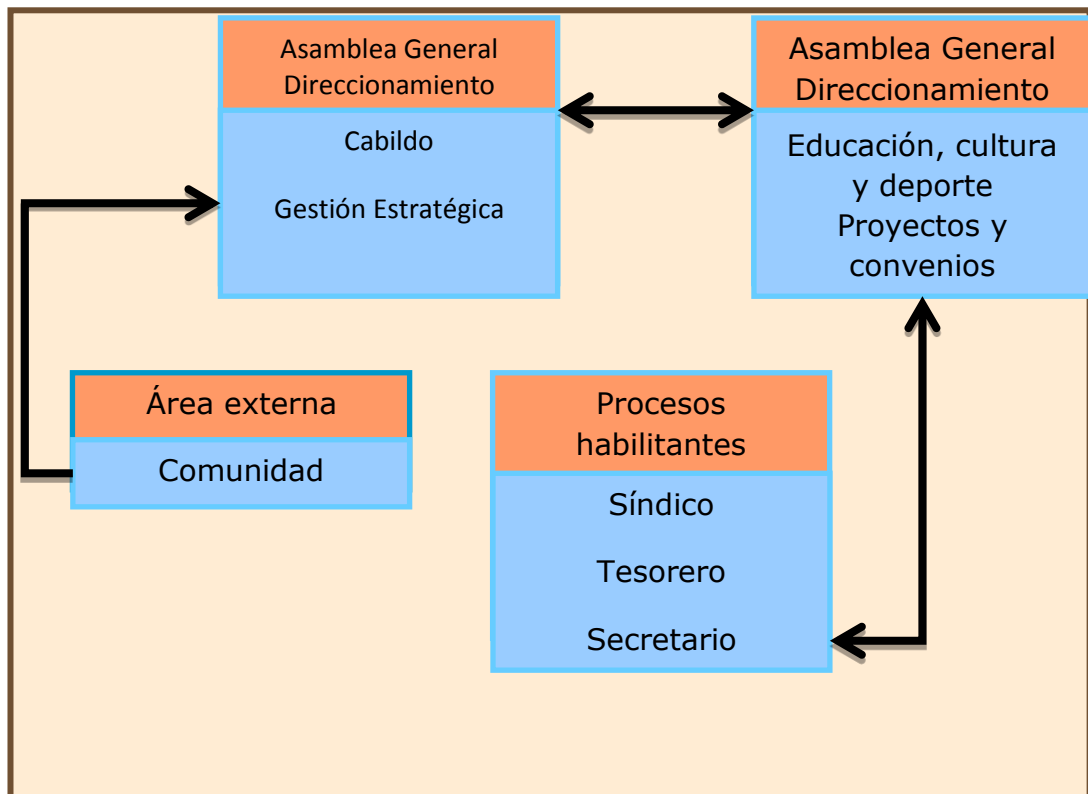 Asamblea General
Direccionamiento
Cabildo
Gestión Estratégica
Asamblea General
Direccionamiento
Educación, cultura
y deporte
Proyectos y
convenios
Área externa
Comunidad
Procesos
habilitantes
Síndico
Tesorero
Secretario